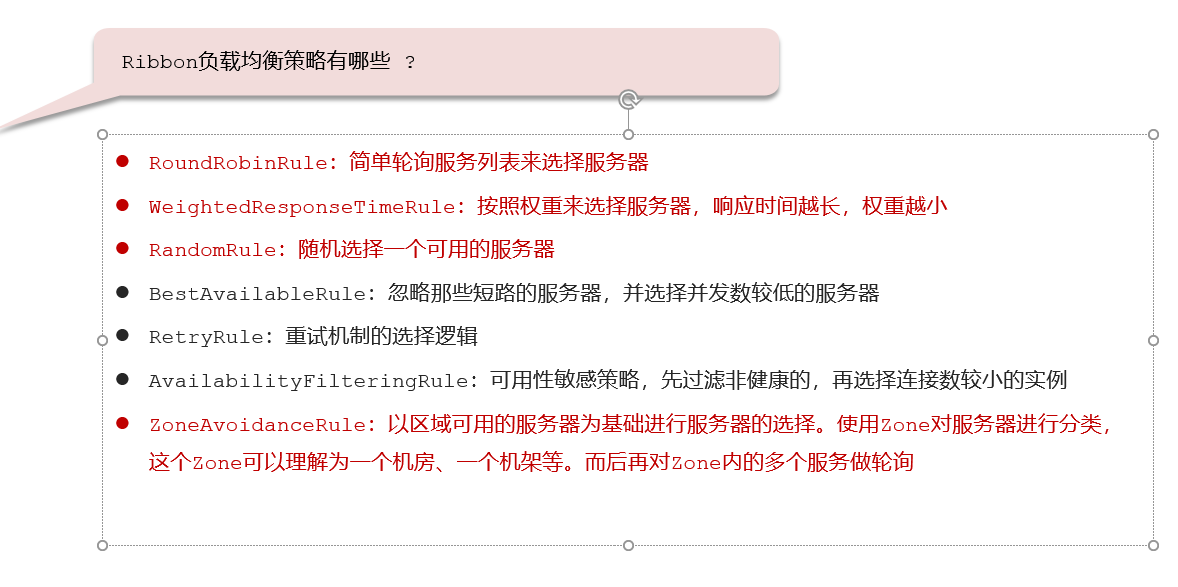 Ribbon负载均衡策略有哪些 ?
RoundRobinRule：简单轮询服务列表来选择服务器
WeightedResponseTimeRule：按照权重来选择服务器，响应时间越长，权重越小
RandomRule：随机选择一个可用的服务器
BestAvailableRule：忽略那些短路的服务器，并选择并发数较低的服务器
RetryRule：重试机制的选择逻辑
AvailabilityFilteringRule：可用性敏感策略，先过滤非健康的，再选择连接数较小的实例
ZoneAvoidanceRule：以区域可用的服务器为基础进行服务器的选择。使用Zone对服务器进行分类，
这个Zone可以理解为一个机房、一个机架等。而后再对Zone内的多个服务做轮询